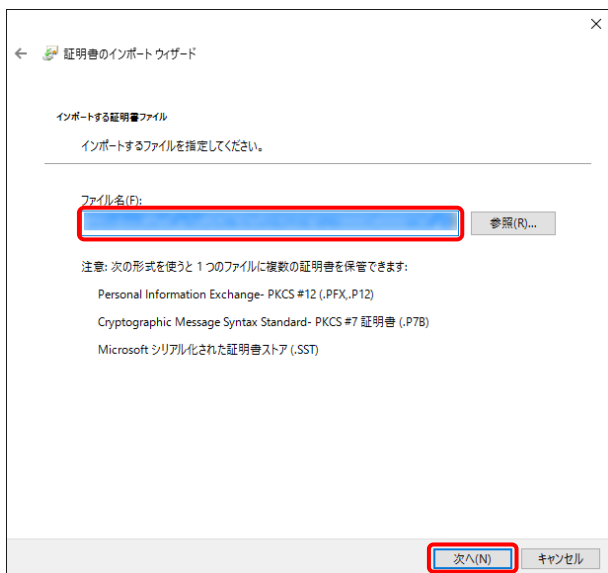 証明書のインポート ウィザード
インポートする証明書ファイル
インポートするファイルを指定してください。
ファイル名(F):
参照(R)...
注意: 次の形式を使うと 1 つのファイルに複数の証明書を保管できます:
Personal Information Exchange- PKCS #12 (.PFX,.P12)
Cryptographic Message Syntax Standard- PKCS #7 証明書 (.P7B)
Microsoft シリアル化された証明書ストア (.SST)
次へ(N)
キャンセル